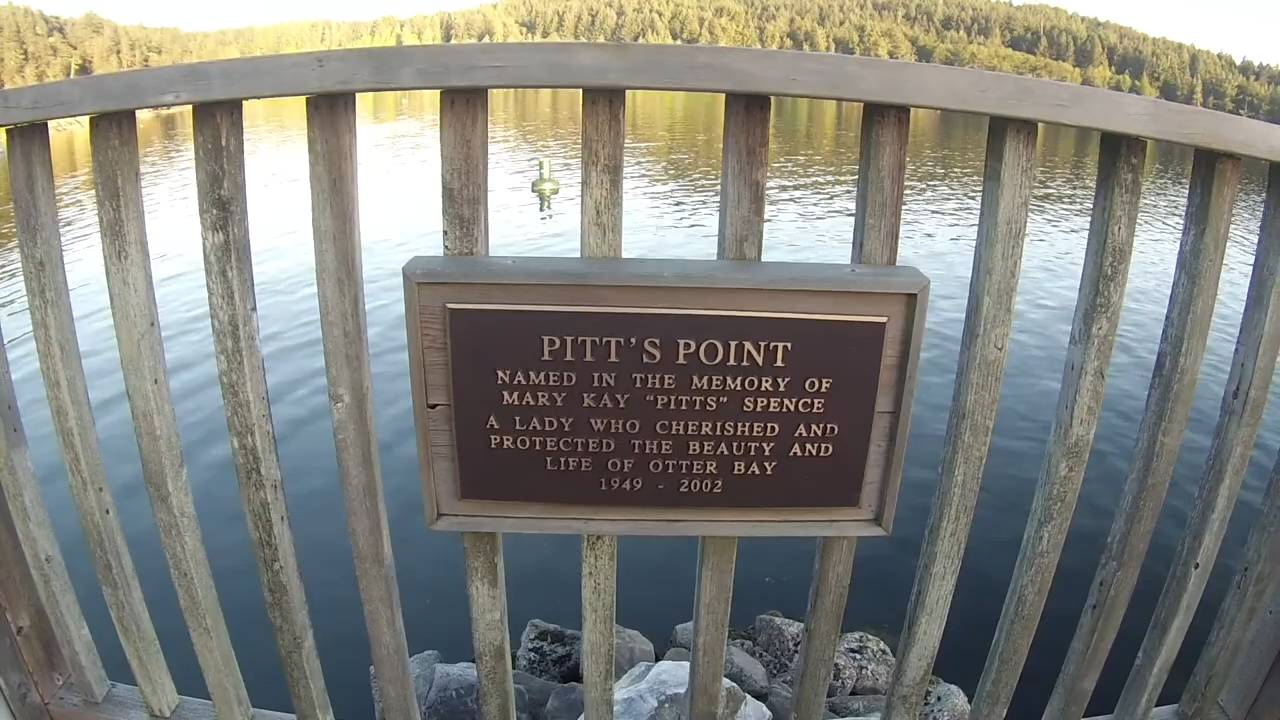 PITT'S POINT
NAMED IN THE MEMORY OF
MARY KAY "PITTS" SPENCE
A LADY WHO CHERISHED AND
PROTECTED THE BEAUTY AND
LIFE OF OTTER BAY
1949 - 2002